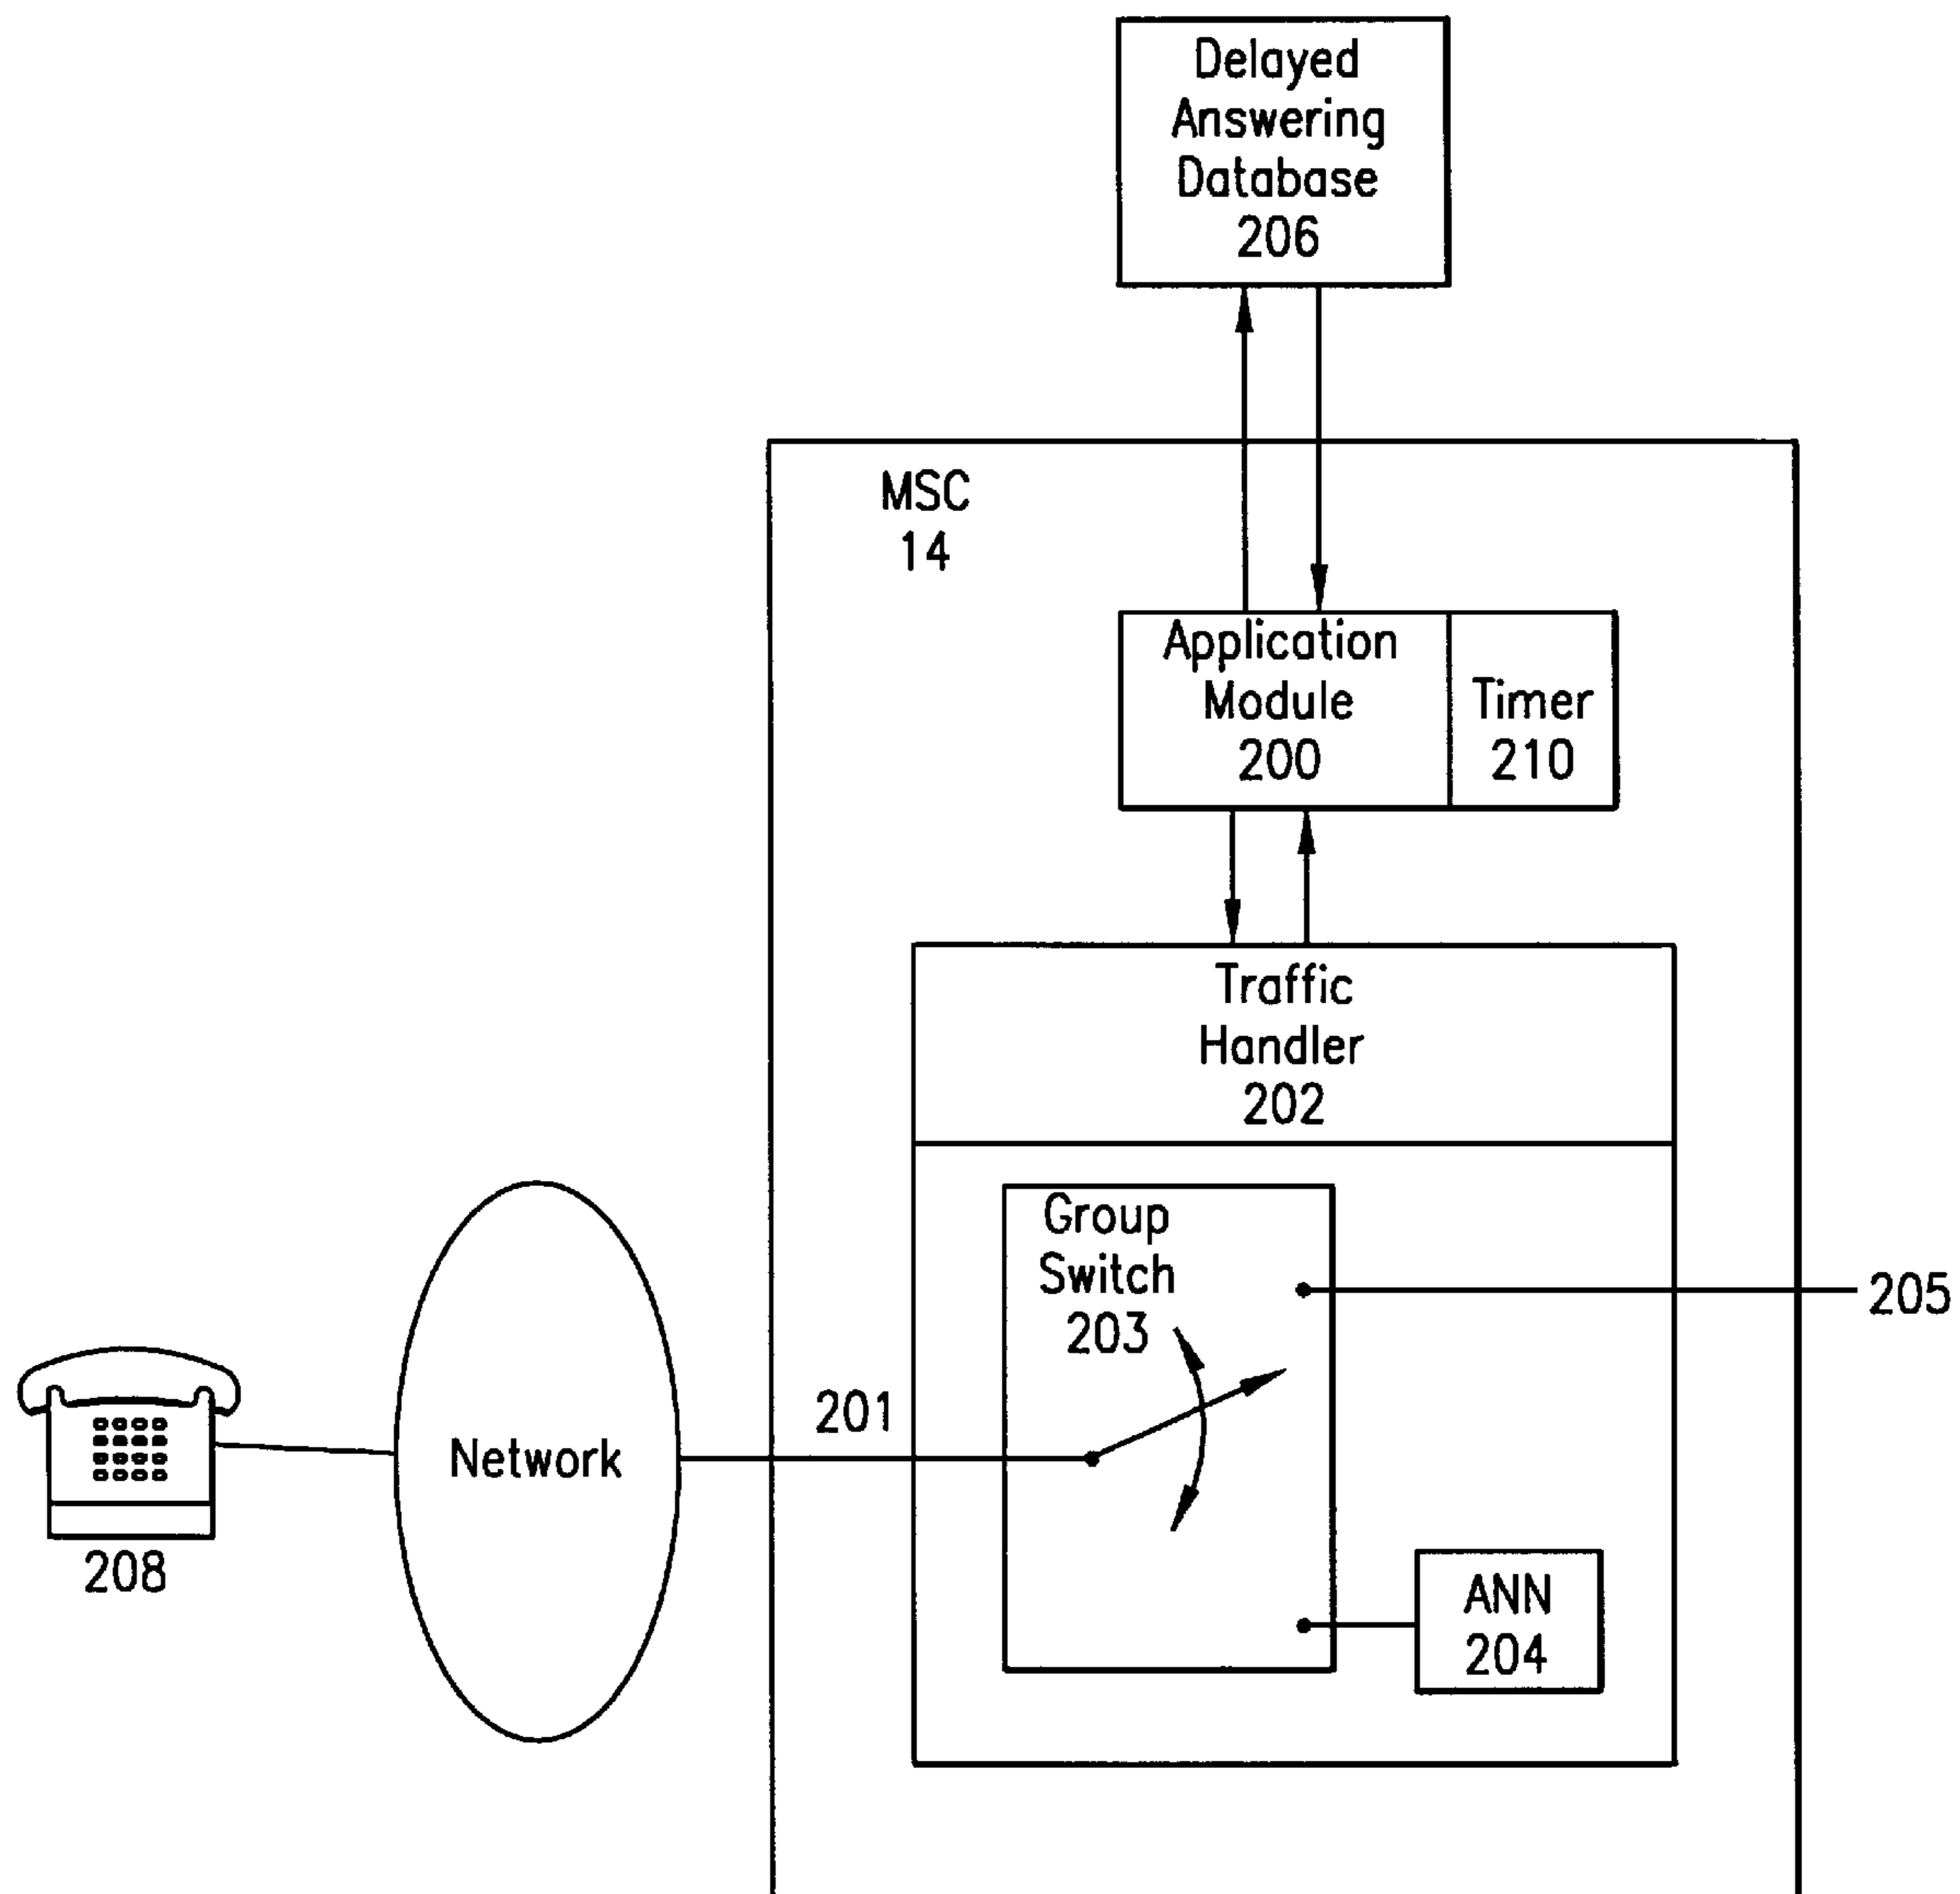 Delayed
Answering
Database
206
MSC
14
Application
Module
200
Timer
210
Traffic
Handler
202
Group
Switch
203
205
201
Network
208
ANN
204